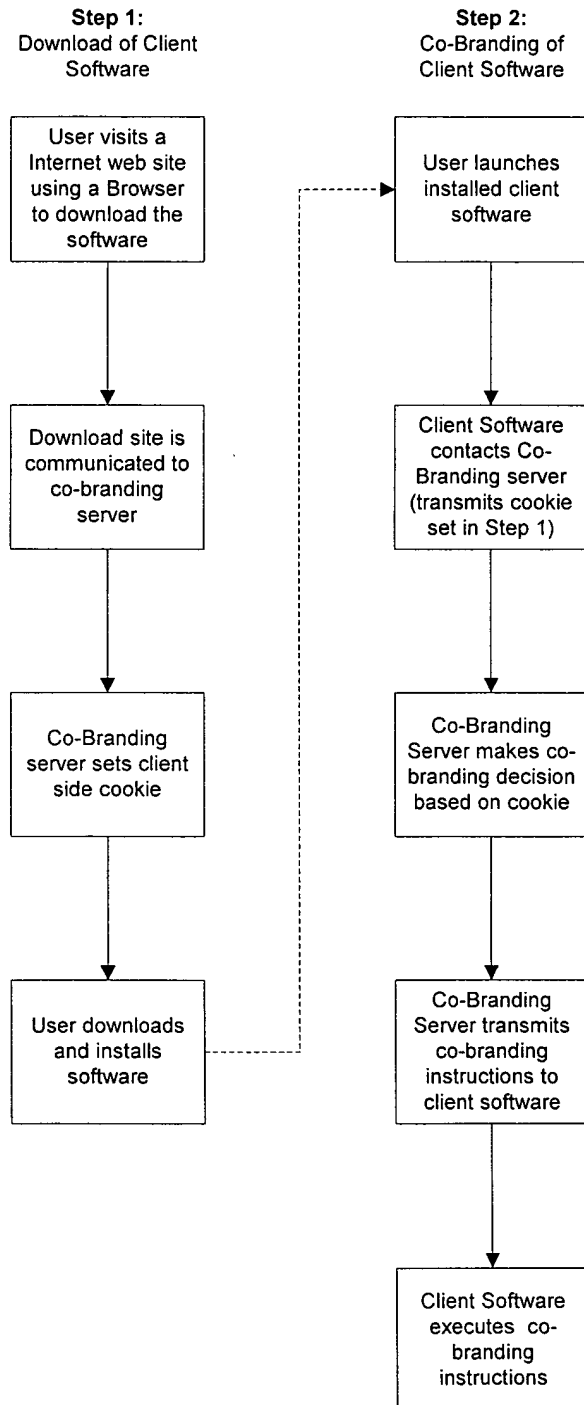 Step 1:
Download of Client
Software
User visits a
Internet web site
using a Browser
to download the
software
Download site is
communicated to
co-branding
server
Co-Branding
server sets client
side cookie
User downloads
and installs
software
Step 2:
Co-Branding of
Client Software
User launches
installed client
software
Client Software
contacts Co-
Branding server
(transmits cookie
set in Step 1)
Co-Branding
Server makes co-
branding decision
based on cookie
Co-Branding
Server transmits
co-branding
instructions to
client software
Client Software
executes co-
branding
instructions